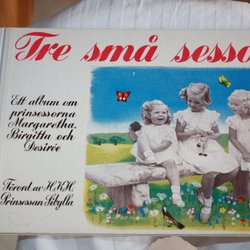 Tre små sesso
Ett album om
prinsessorna
Margaretha,
Birgitta och
Desirée
Förord av H.K.H.
Prinsessan Sibylla